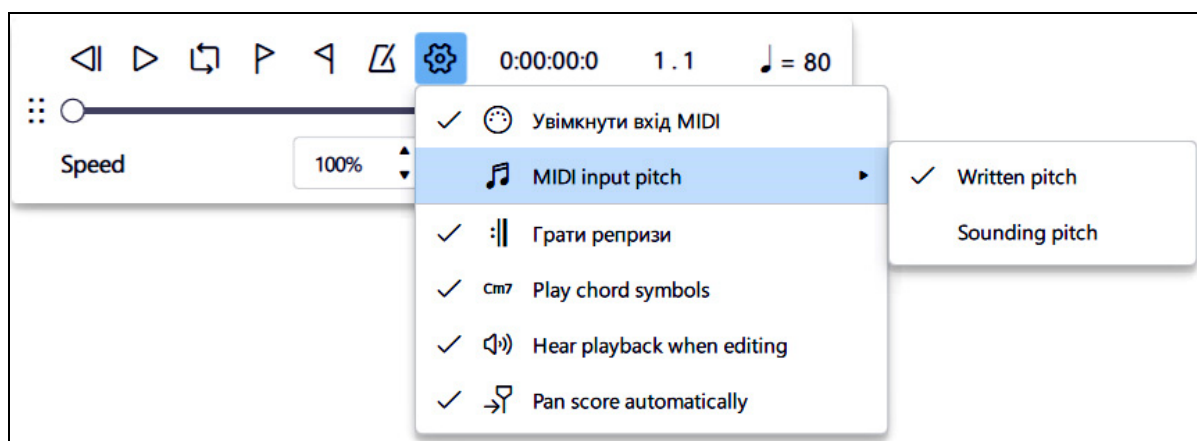 0:00:00:0 1 . 1 ♩ = 80
Speed 100%
Увімкнути вхід MIDI
MIDI input pitch
Written pitch
Sounding pitch
Грати репризи
Cm7 Play chord symbols
Hear playback when editing
Pan score automatically